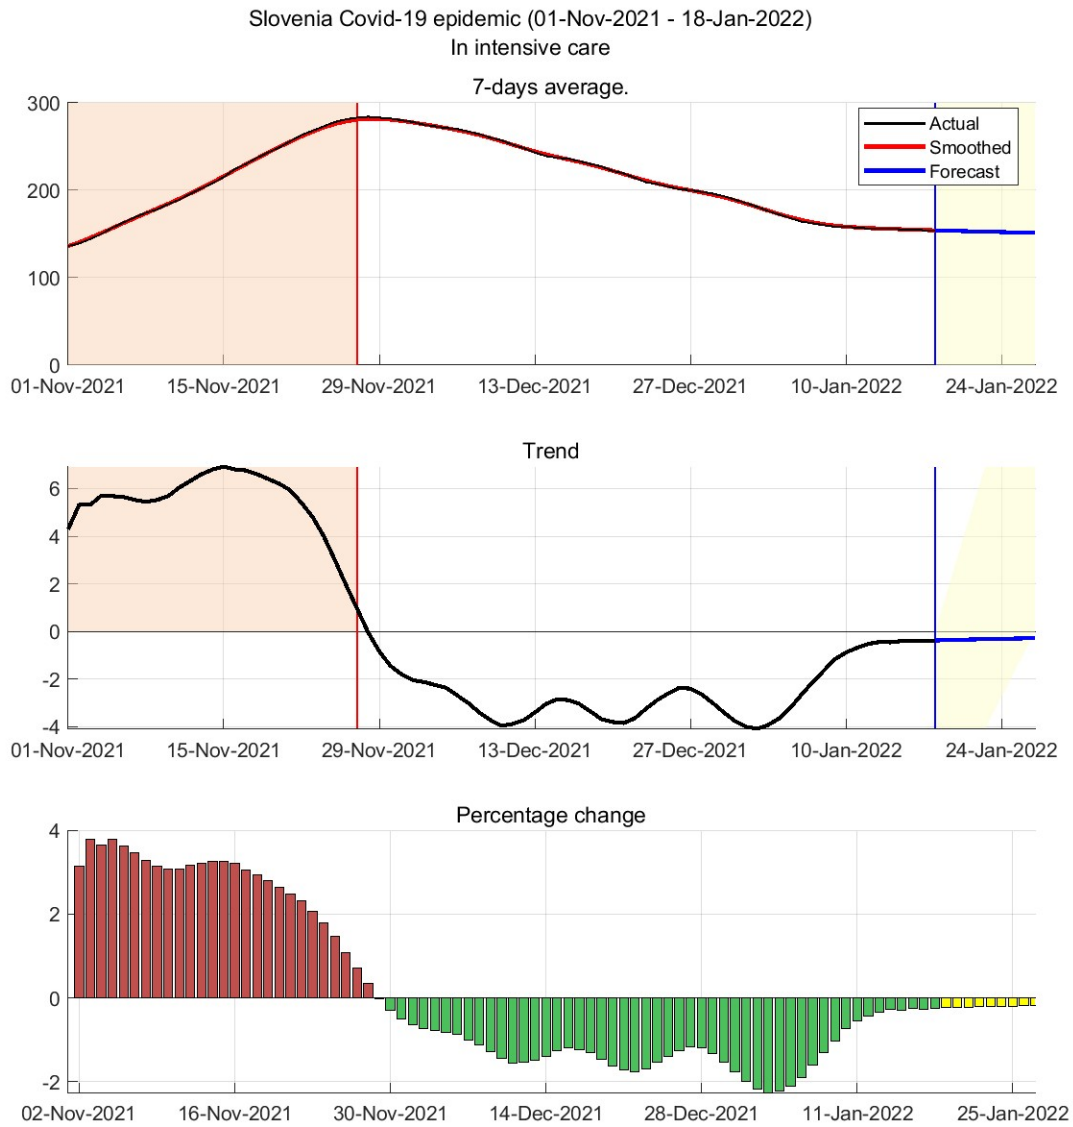 Slovenia Covid-19 epidemic (01-Nov-2021 - 18-Jan-2022)
In intensive care
7-days average.
300
200
100
0
Actual
Smoothed
Forecast
01-Nov-2021 15-Nov-2021 29-Nov-2021 13-Dec-2021 27-Dec-2021 10-Jan-2022 24-Jan-2022
Trend
6
4
2
0
-2
-4
01-Nov-2021 15-Nov-2021 29-Nov-2021 13-Dec-2021 27-Dec-2021 10-Jan-2022 24-Jan-2022
Percentage change
4
2
0
-2
02-Nov-2021 16-Nov-2021 30-Nov-2021 14-Dec-2021 28-Dec-2021 11-Jan-2022 25-Jan-2022